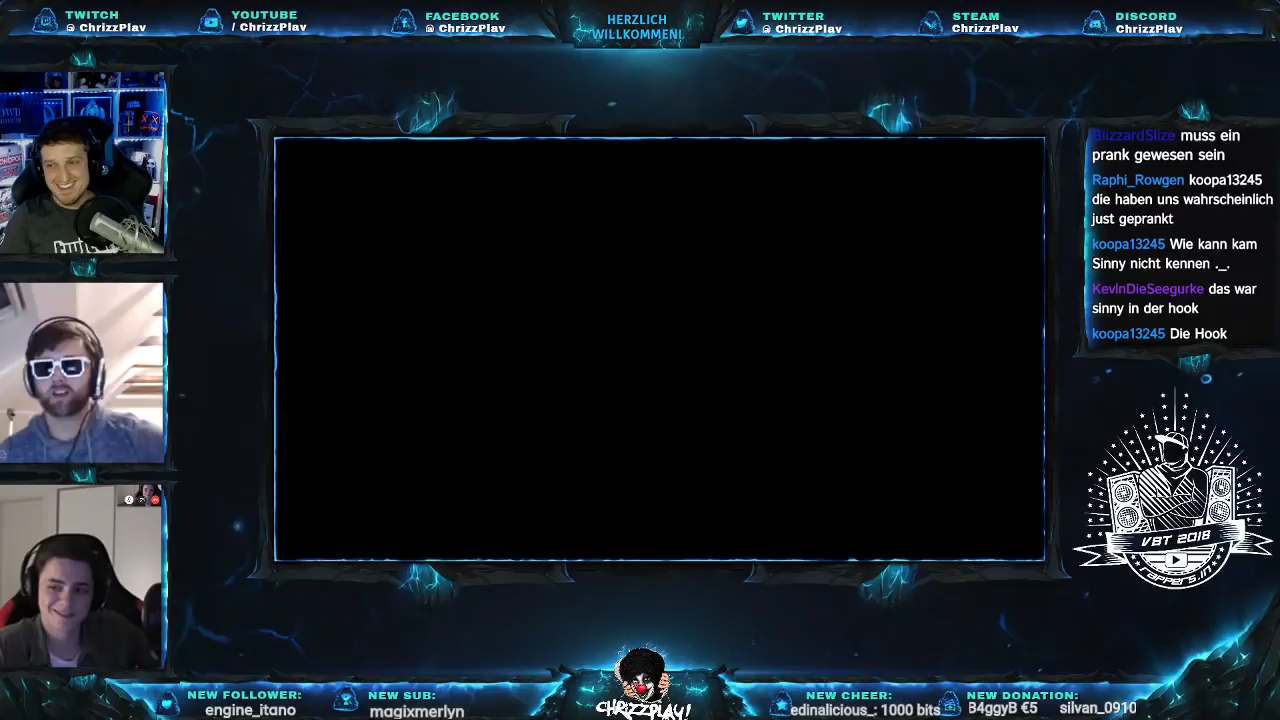 TWITCH
@ ChrizzPlay
YOUTUBE
/ ChrizzPlay
FACEBOOK
@ ChrizzPlay
HERZLICH
WILLKOMMEN!
TWITTER
@ ChrizzPlay
STEAM
ChrizzPlay
DISCORD
ChrizzPlay
BlizzardSlize muss ein
prank gewesen sein
Raphi_Rowgen koopa13245
die haben uns wahrscheinlich
just geprankt
koopa13245 Wie kann kam
Sinny nicht kennen ._.
KevInDieSeegurke das war
sinny in der hook
koopa13245 Die Hook
MONOPOLY
VBT 2018
rappers.in
CHRIZZPLAY!
NEW FOLLOWER:
engine_itano
NEW SUB:
magixmerlyn
NEW CHEER:
edinalicious_: 1000 bits
NEW DONATION:
B4ggyB €5
silvan_0910